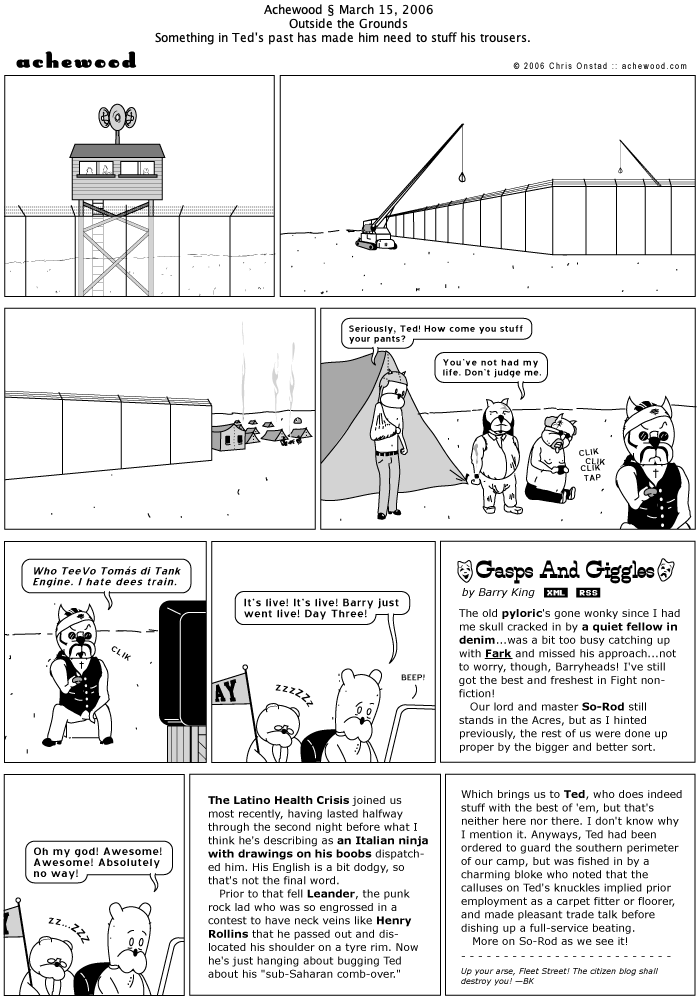 Achewood § March 15, 2006
Outside the Grounds
Something in Ted's past has made him need to stuff his trousers.
achewood
© 2006 Chris Onstad :: achewood.com
Seriously, Ted! How come you stuff
your pants?
You've not had my
life. Don't judge me.
CLIK
CLIK
CLIK
TAP
Who TeeVo Tomás di Tank
Engine. I hate dees train.
CLIK
It's live! It's live! Barry just
went live! Day Three!
AY
zzzzzz
BEEP!
Gasps And Giggles
by Barry King XML RSS
The old pyloric's gone wonky since I had
me skull cracked in by a quiet fellow in
denim...was a bit too busy catching up
with Fark and missed his approach...not
to worry, though, Barryheads! I've still
got the best and freshest in Fight non-
fiction!
Our lord and master So-Rod still
stands in the Acres, but as I hinted
previously, the rest of us were done up
proper by the bigger and better sort.
Oh my god! Awesome!
Awesome! Absolutely
no way!
Y
zz...zzz
The Latino Health Crisis joined us
most recently, having lasted halfway
through the second night before what I
think he's describing as an Italian ninja
with drawings on his boobs dispatch-
ed him. His English is a bit dodgy, so
that's not the final word.
Prior to that fell Leander, the punk
rock lad who was so engrossed in a
contest to have neck veins like Henry
Rollins that he passed out and dis-
located his shoulder on a tyre rim. Now
he's just hanging about bugging Ted
about his "sub-Saharan comb-over."
Which brings us to Ted, who does indeed
stuff with the best of 'em, but that's
neither here nor there. I don't know why
I mention it. Anyways, Ted had been
ordered to guard the southern perimeter
of our camp, but was fished in by a
charming bloke who noted that the
calluses on Ted's knuckles implied prior
employment as a carpet fitter or floorer,
and made pleasant trade talk before
dishing up a full-service beating.
More on So-Rod as we see it!
- - - - - - - - - - - - - - - - - - - - - - - - -
Up your arse, Fleet Street! The citizen blog shall
destroy you! —BK